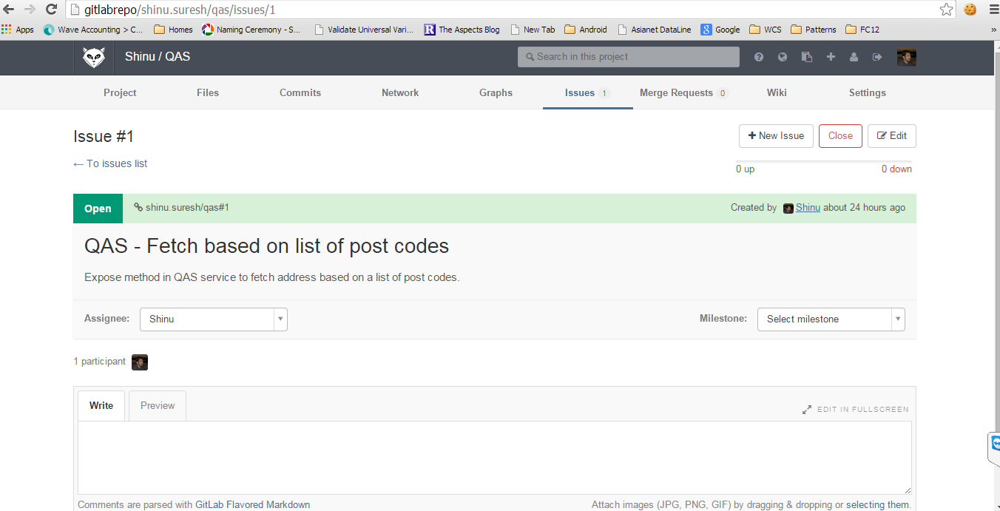 gitlabrepo/shinu.suresh/qas/issues/1
Apps Wave Accounting > C... Homes Naming Ceremony - S... Validate Universal Vari... R The Aspects Blog New Tab Android Asianet DataLine 8 Google WCS Patterns FC12 »
Shinu / QAS Search in this project
Project Files Commits Network Graphs Issues 1 Merge Requests 0 Wiki Settings
Issue #1 + New Issue Close Edit
← To issues list
0 up 0 down
Open shinu.suresh/qas#1 Created by Shinu about 24 hours ago
QAS - Fetch based on list of post codes
Expose method in QAS service to fetch address based on a list of post codes.
Assignee: Shinu Milestone: Select milestone
1 participant
Write Preview EDIT IN FULLSCREEN
Comments are parsed with GitLab Flavored Markdown Attach images (JPG, PNG, GIF) by dragging & dropping or selecting them.